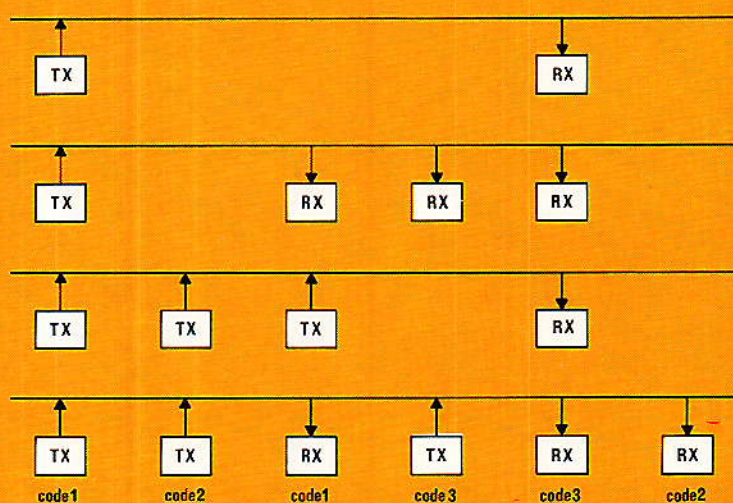 TX RX
TX RX RX RX
TX TX TX RX
TX TX RX TX RX RX
code1 code2 code1 code3 code3 code2